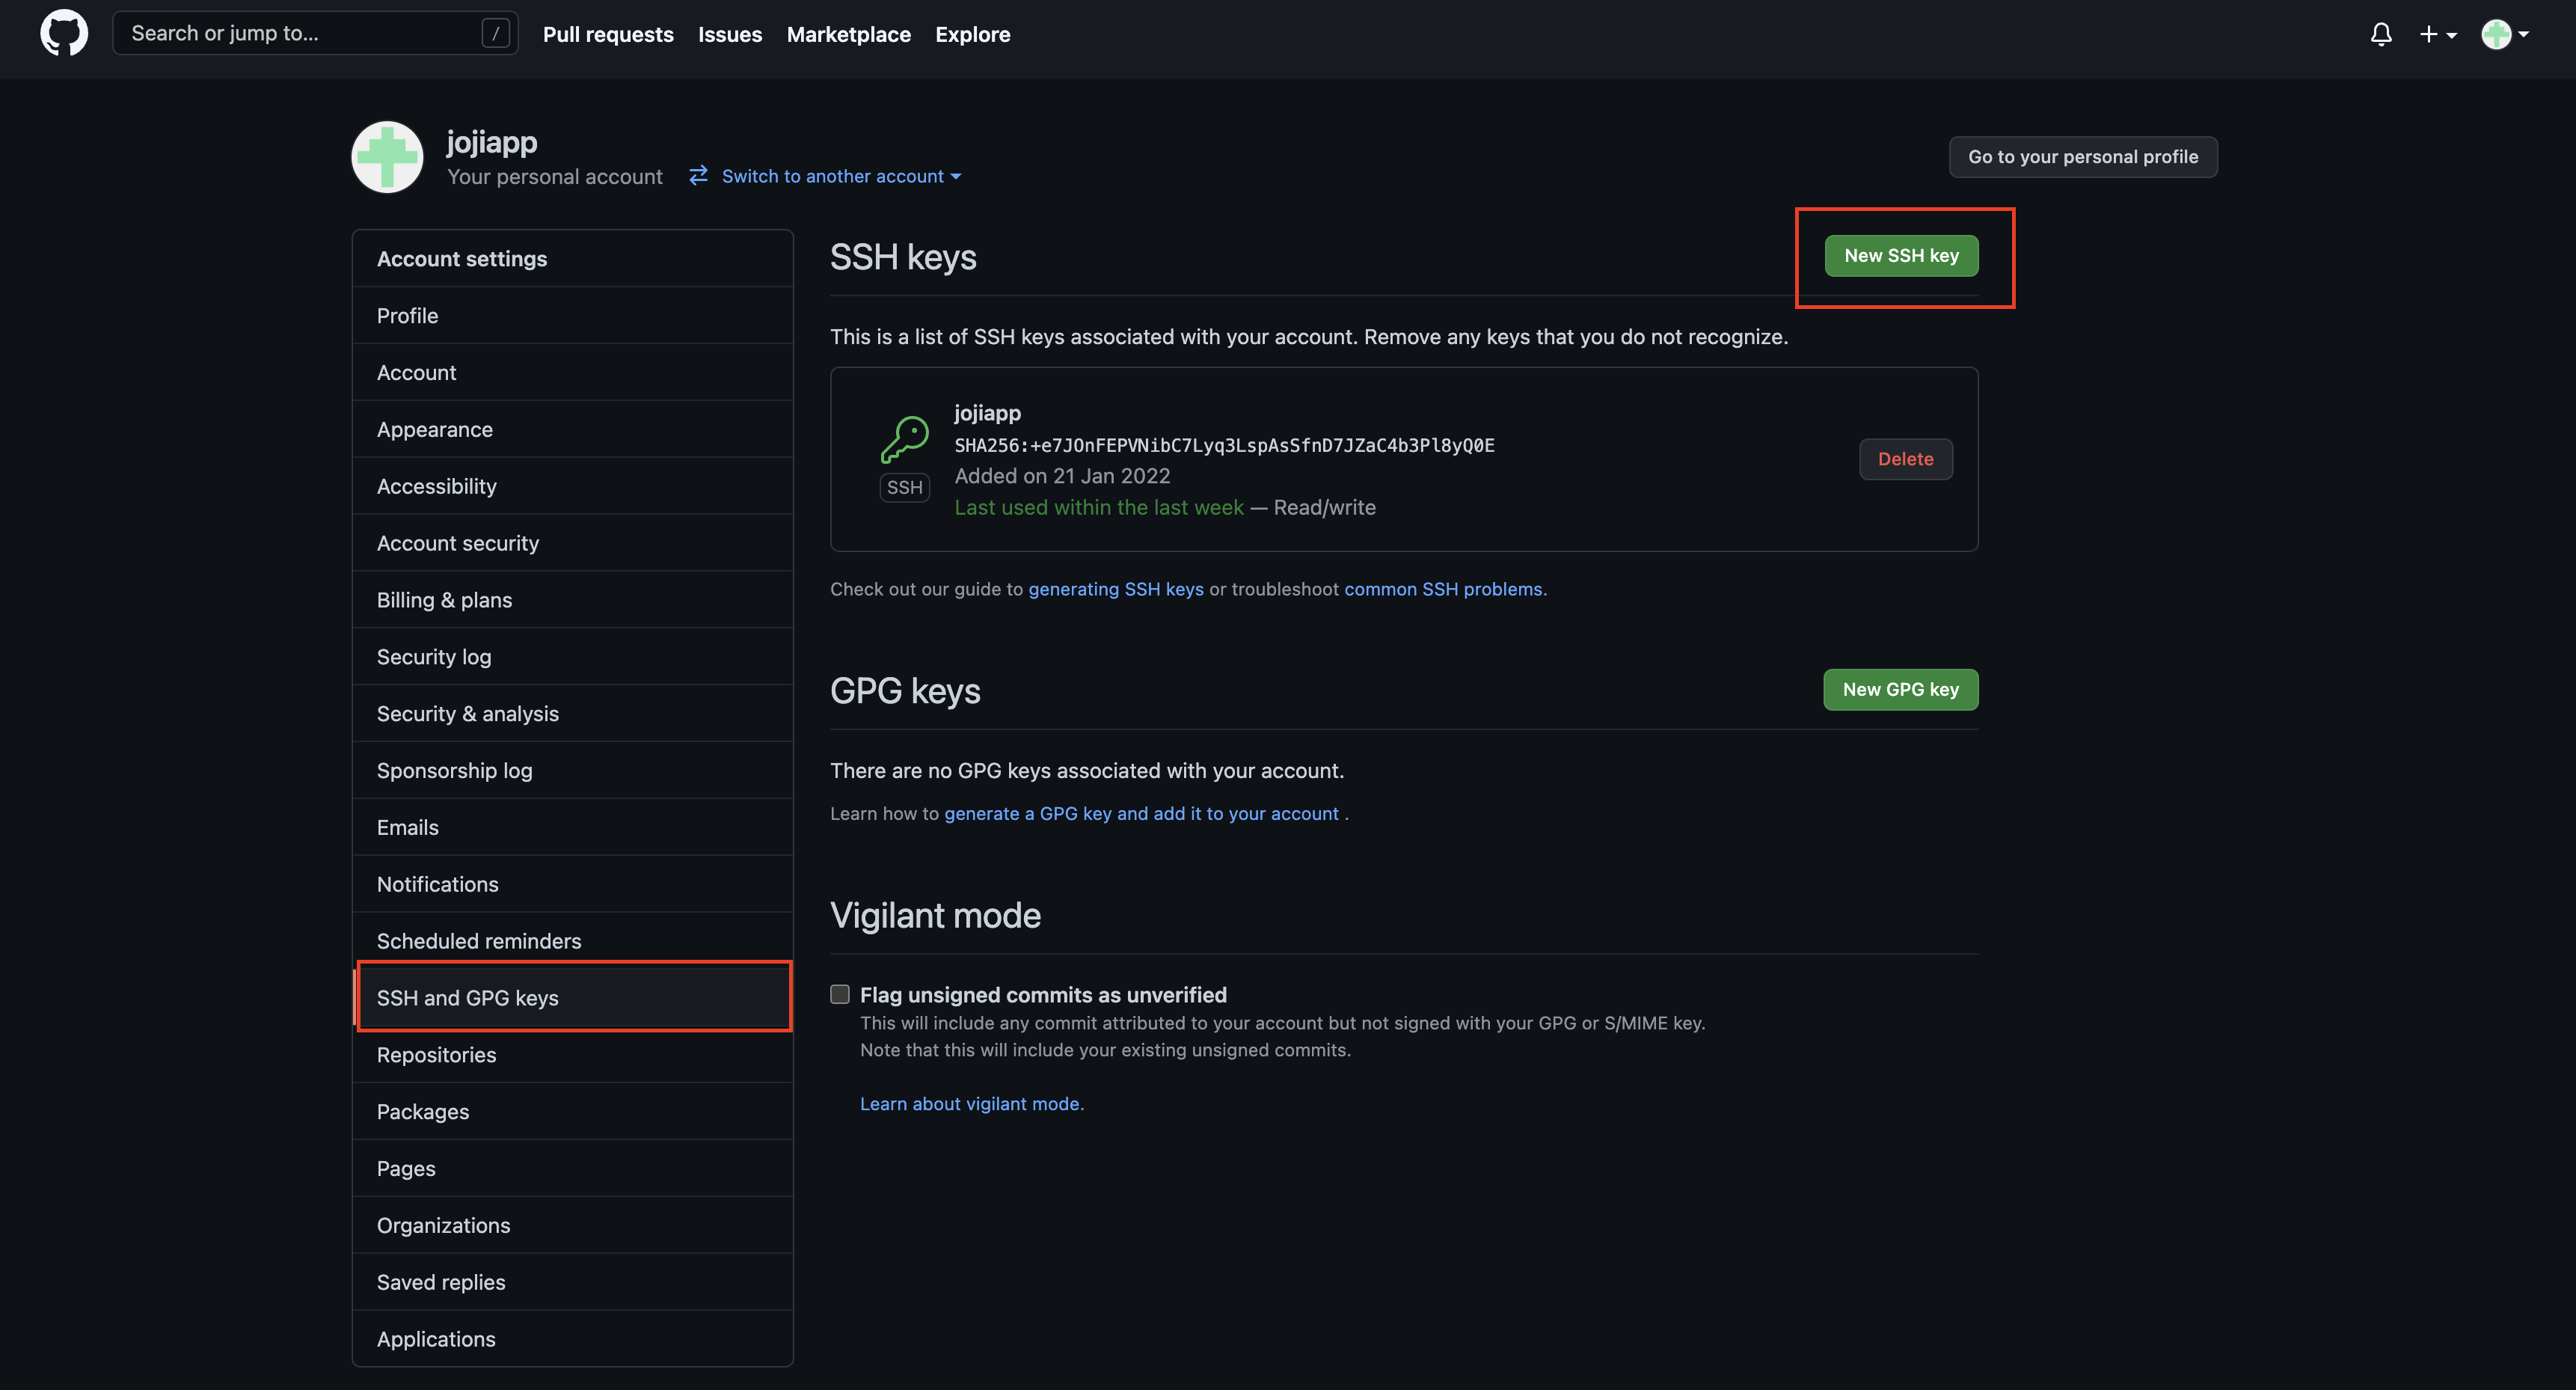 Search or jump to...
/
Pull requests
Issues
Marketplace
Explore
jojiapp
Your personal account
Switch to another account
Go to your personal profile
Account settings
Profile
Account
Appearance
Accessibility
Account security
Billing & plans
Security log
Security & analysis
Sponsorship log
Emails
Notifications
Scheduled reminders
SSH and GPG keys
Repositories
Packages
Pages
Organizations
Saved replies
Applications
SSH keys
New SSH key
This is a list of SSH keys associated with your account. Remove any keys that you do not recognize.
jojiapp
SHA256:+e7JOnFEPVNibC7Lyq3LspAsSfnD7JZaC4b3Pl8yQ0E
Added on 21 Jan 2022
Last used within the last week — Read/write
SSH
Delete
Check out our guide to generating SSH keys or troubleshoot common SSH problems.
GPG keys
New GPG key
There are no GPG keys associated with your account.
Learn how to generate a GPG key and add it to your account .
Vigilant mode
Flag unsigned commits as unverified
This will include any commit attributed to your account but not signed with your GPG or S/MIME key.
Note that this will include your existing unsigned commits.
Learn about vigilant mode.